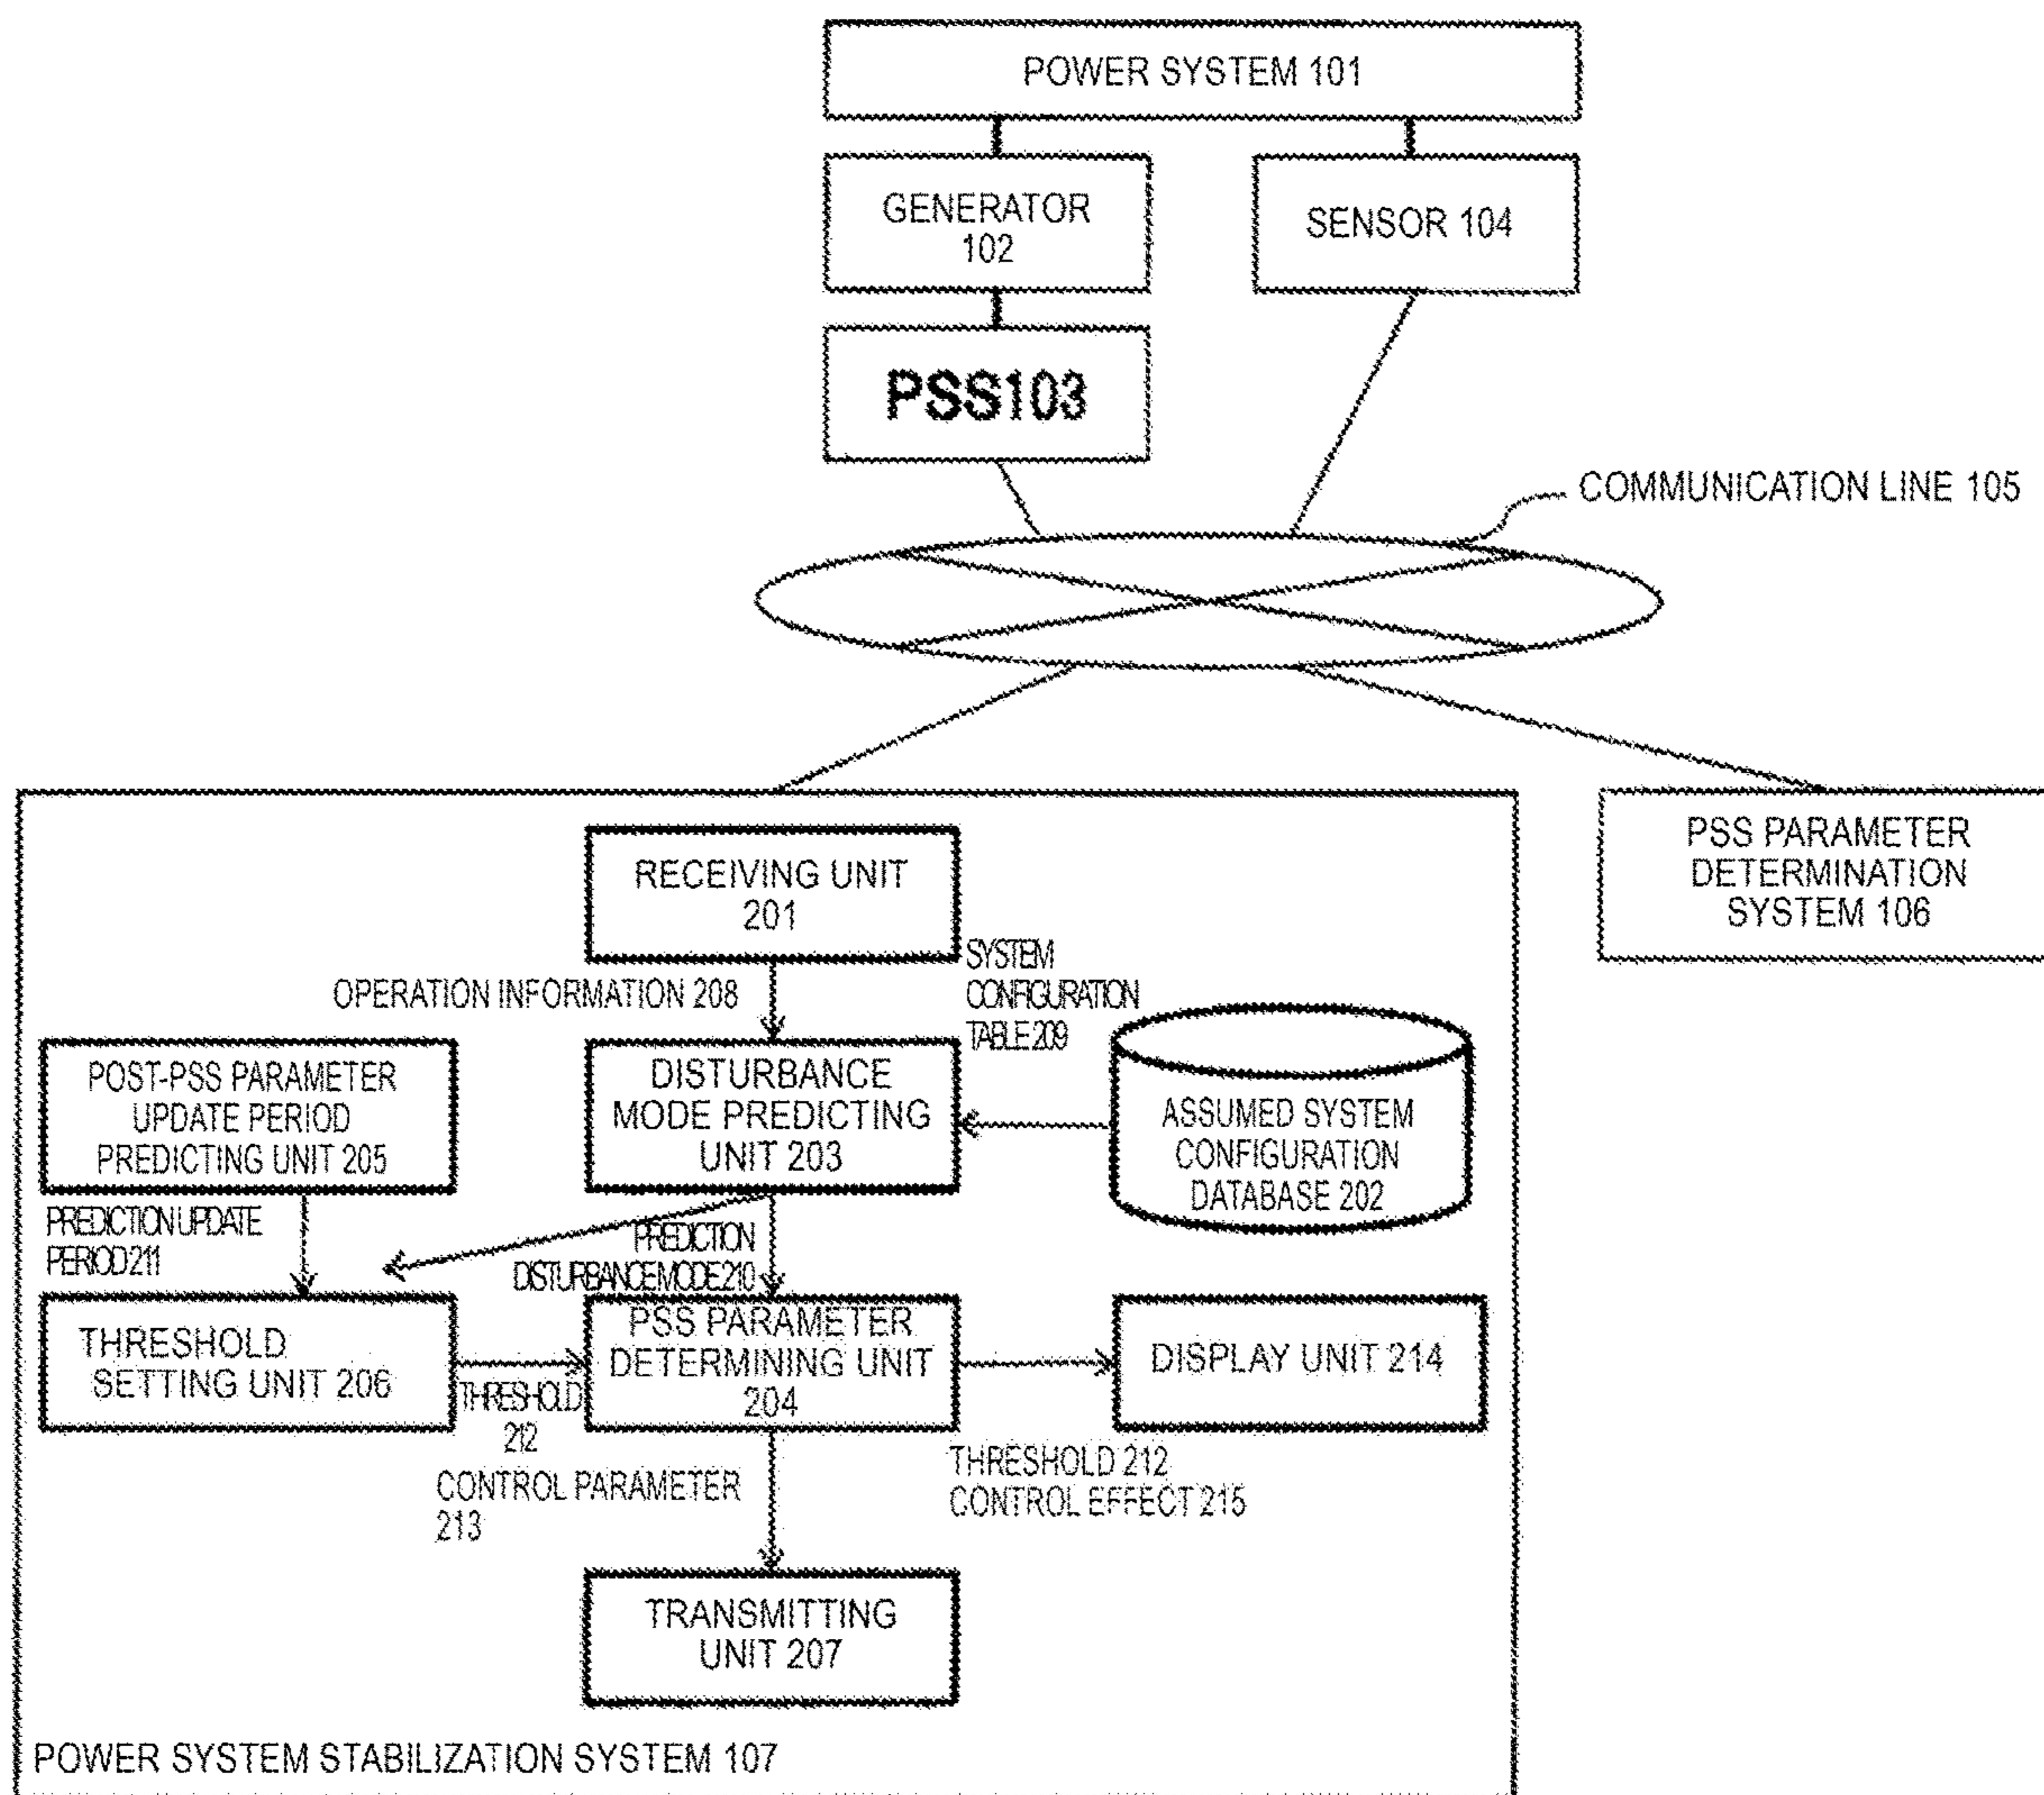 POWER SYSTEM 101
GENERATOR
102
SENSOR 104
PSS103
COMMUNICATION LINE 105
PSS PARAMETER
DETERMINATION
SYSTEM 106
RECEIVING UNIT
201
OPERATION INFORMATION 208
SYSTEM
CONFIGURATION
TABLE 209
POST-PSS PARAMETER
UPDATE PERIOD
PREDICTING UNIT 205
DISTURBANCE
MODE PREDICTING
UNIT 203
ASSUMED SYSTEM
CONFIGURATION
DATABASE 202
PREDICTION UPDATE
PERIOD 211
PREDICTION
DISTURBANCE MODE 210
THRESHOLD
SETTING UNIT 206
THRESHOLD
212
PSS PARAMETER
DETERMINING UNIT
204
DISPLAY UNIT 214
CONTROL PARAMETER
213
THRESHOLD 212
CONTROL EFFECT 215
TRANSMITTING
UNIT 207
POWER SYSTEM STABILIZATION SYSTEM 107